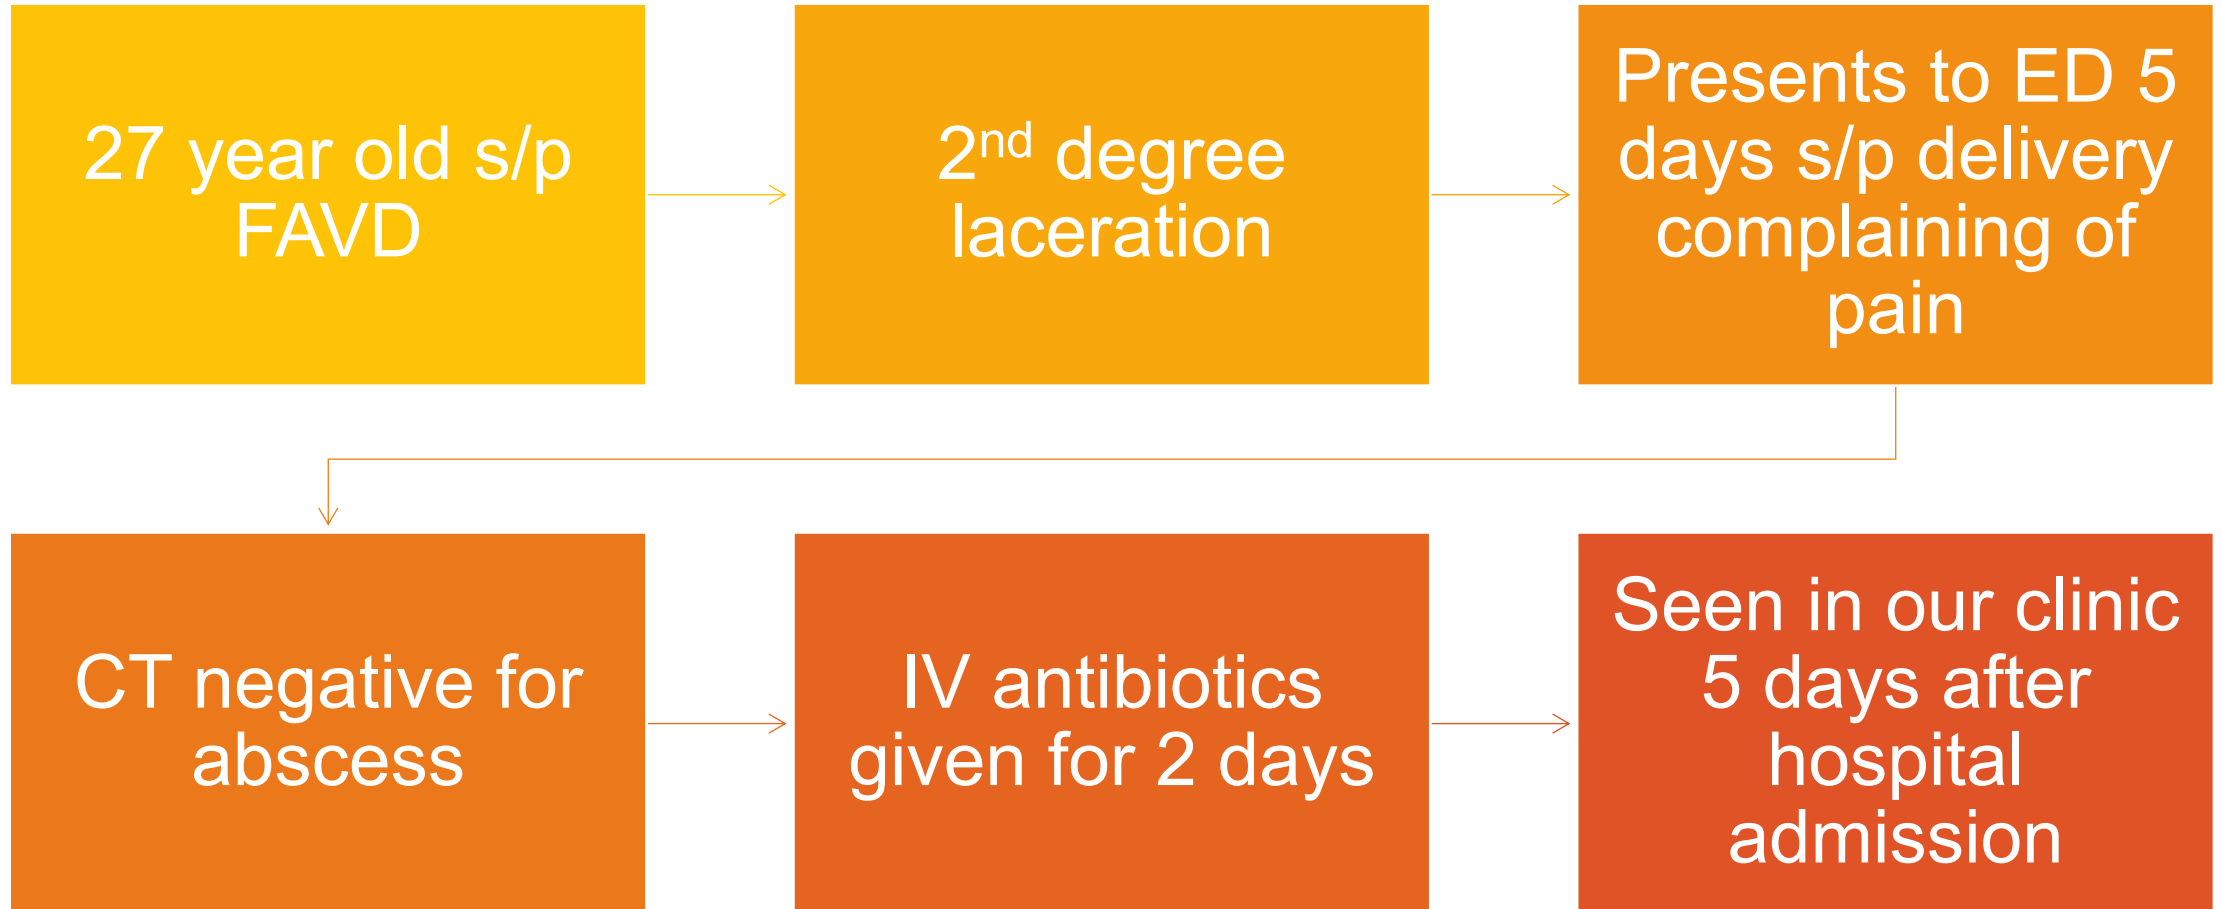 27 year old s/p
FAVD
2nd degree
laceration
Presents to ED 5
days s/p delivery
complaining of
pain
CT negative for
abscess
IV antibiotics
given for 2 days
Seen in our clinic
5 days after
hospital
admission